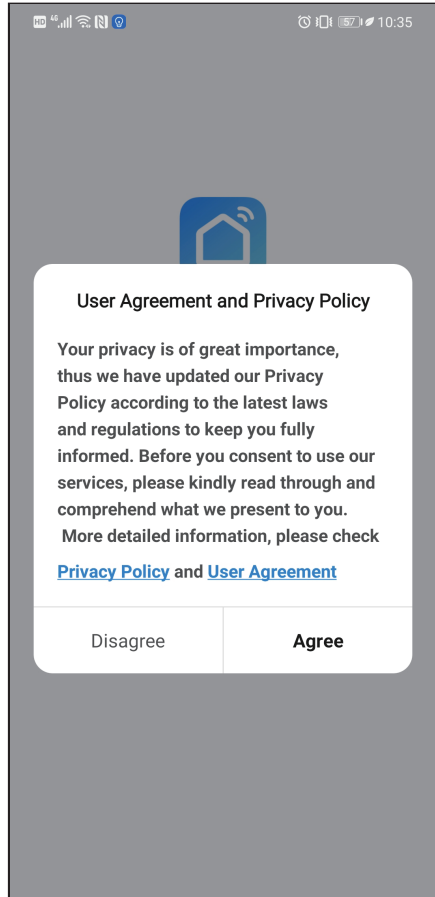 HD 4G 57 10:35
User Agreement and Privacy Policy
Your privacy is of great importance,
thus we have updated our Privacy
Policy according to the latest laws
and regulations to keep you fully
informed. Before you consent to use our
services, please kindly read through and
comprehend what we present to you.
More detailed information, please check
Privacy Policy and User Agreement
Disagree Agree